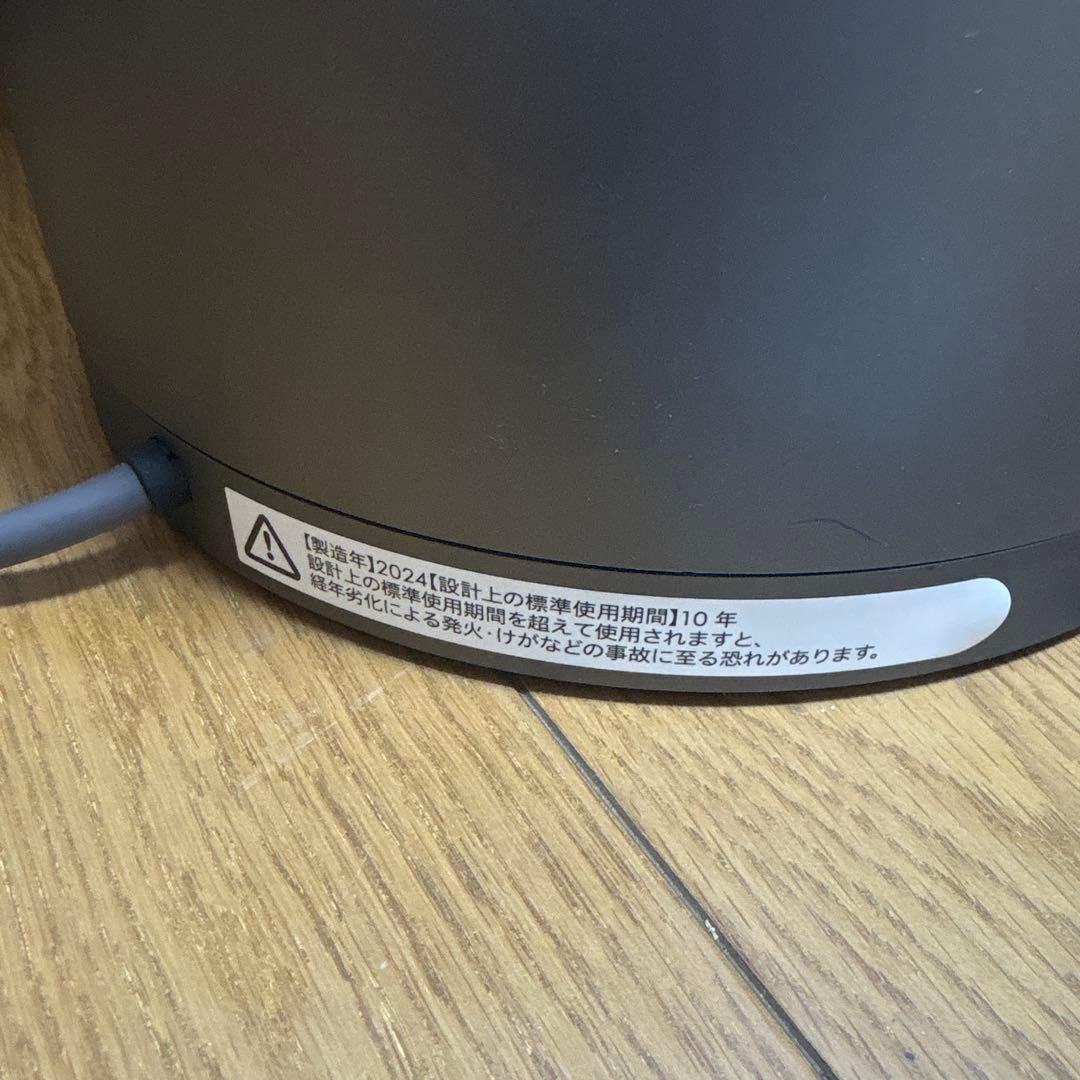 【製造年】2024【設計上の標準使用期間】10 年
設計上の標準使用期間を超えて使用されますと、
経年劣化による発火・けがなどの事故に至る恐れがあります。